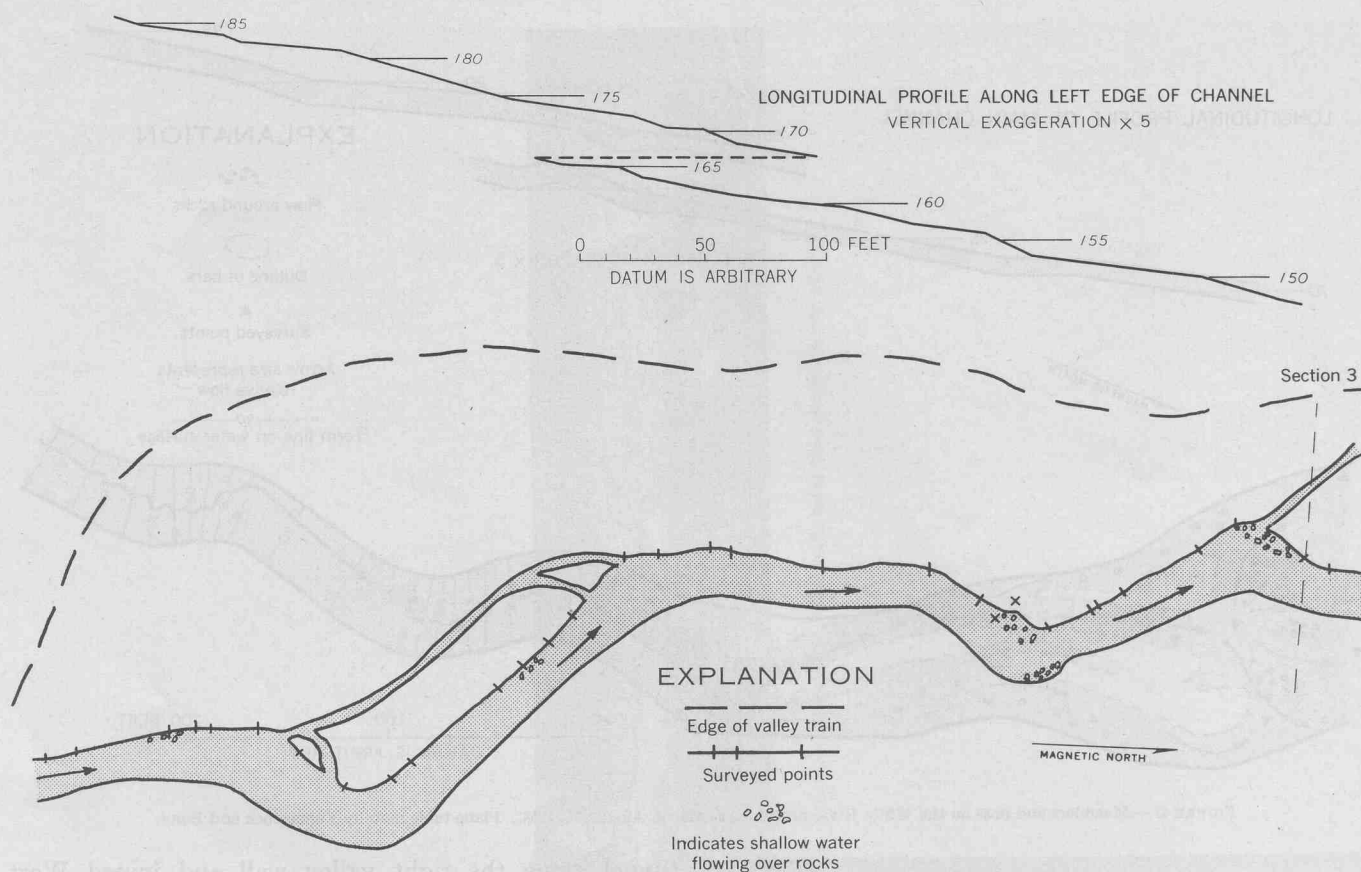 185
180
175
LONGITUDINAL PROFILE ALONG LEFT EDGE OF CHANNEL
VERTICAL EXAGGERATION × 5
170
165
160
155
150
0 50 100 FEET
DATUM IS ARBITRARY
Section 3
EXPLANATION
Edge of valley train
Surveyed points
Indicates shallow water
flowing over rocks
MAGNETIC NORTH